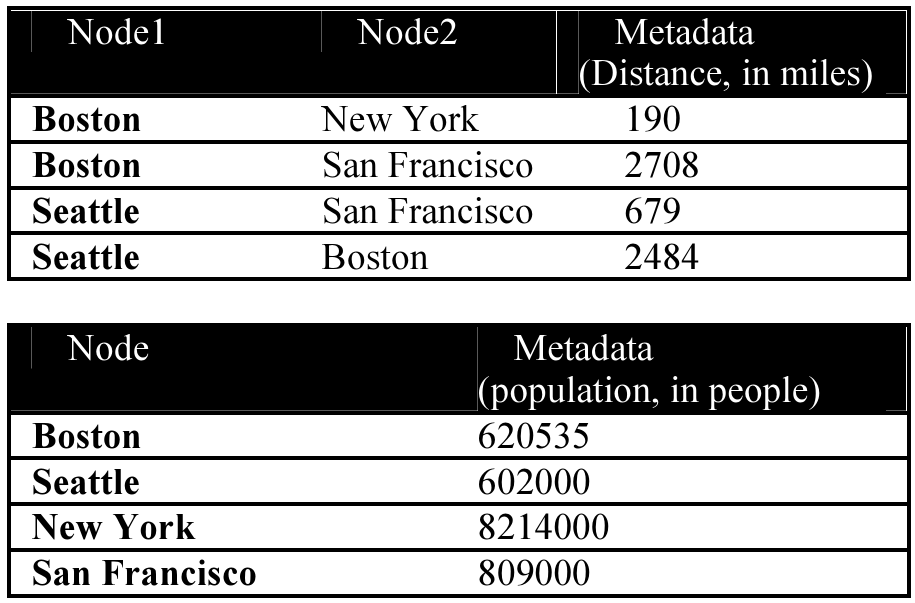 Node1 Node2 Metadata
(Distance, in miles)
Boston New York 190
Boston San Francisco 2708
Seattle San Francisco 679
Seattle Boston 2484
Node Metadata
(population, in people)
Boston 620535
Seattle 602000
New York 8214000
San Francisco 809000